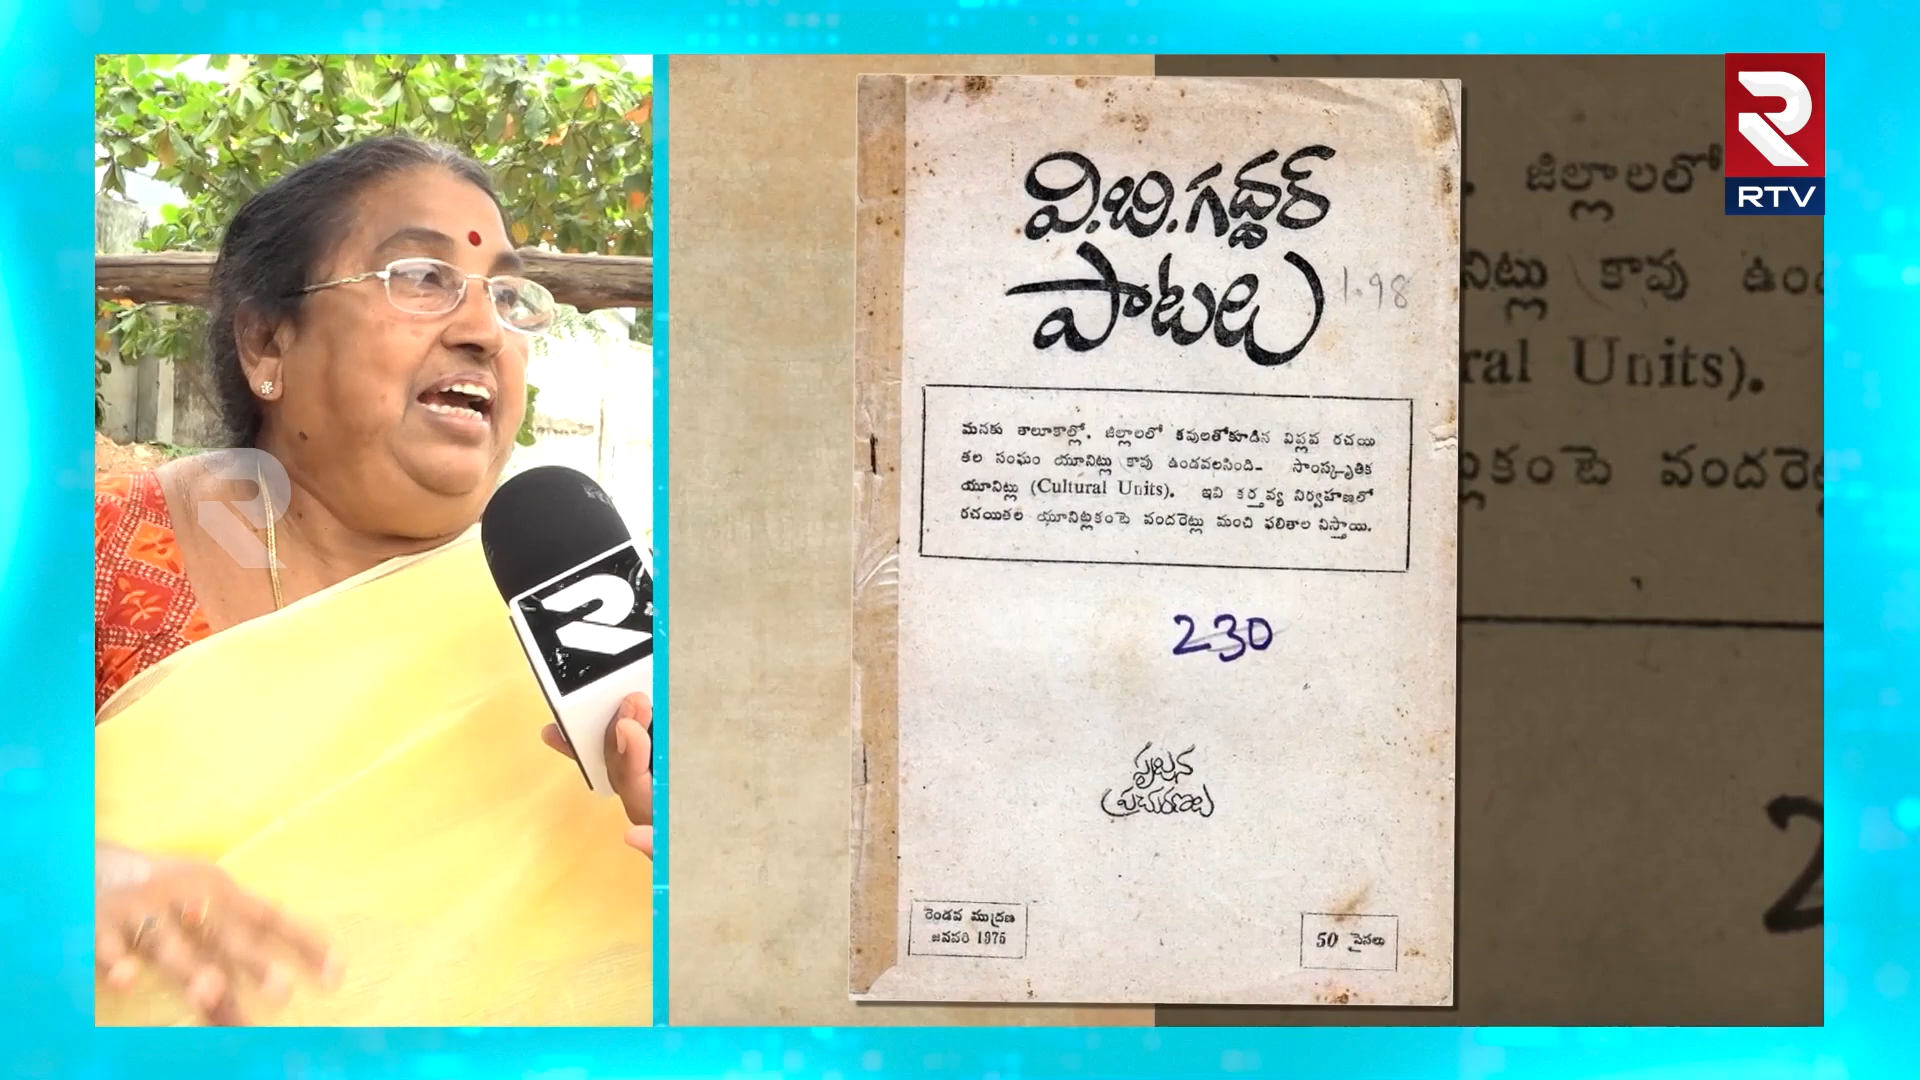 వి.బి.గద్దర్
పాటలు
1.98
మనకు తాలూకాల్లో, జిల్లాలలో కవులతోకూడిన విప్లవ రచయి
తల సంఘం యూనిట్లు కావు ఉండవలసింది– సాంస్కృతిక
యూనిట్లు (Cultural Units). ఇవి కర్తవ్య నిర్వహణలో
రచయితల యూనిట్లకంటె వందరెట్లు మంచి ఫలితాల నిస్తాయి.
230
సృజన
ప్రచురణలు
రెండవ ముద్రణ
జనవరి 1975
50 పైసలు
జిల్లాలలో
నిట్లు కావు ఉం
ral Units).
్లకంటె వందరెట్ల
2
RTV